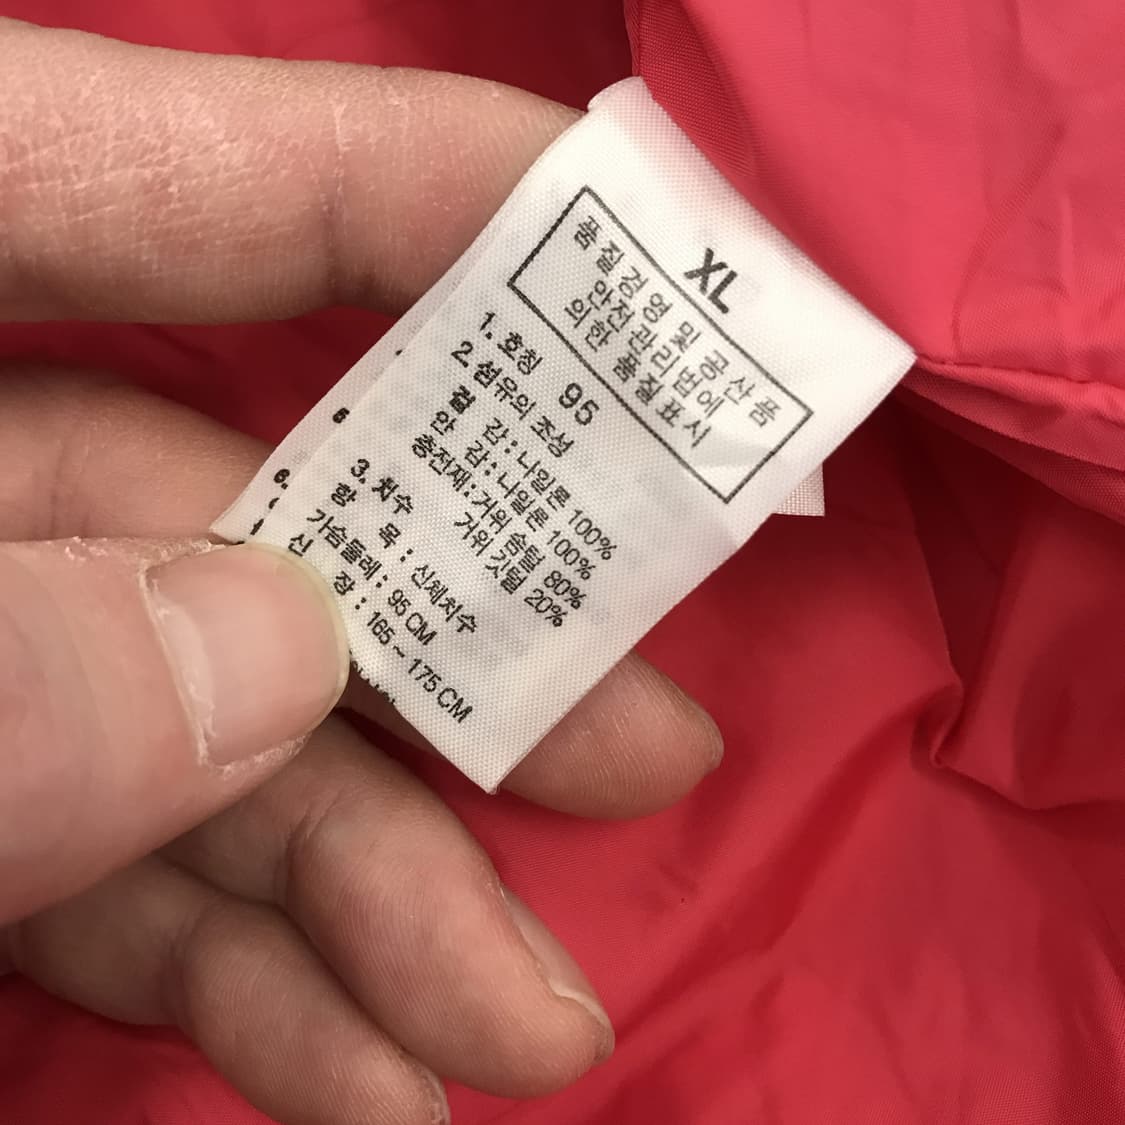 XL
품질경영 및 공산품
안전관리법에
의한 품질표시
1. 호칭 95
2. 섬유의 조성
겉 감 : 나일론 100%
안 감 : 나일론 100%
충전재 : 거위 솜털 80%
거위 깃털 20%
3. 칫수
항 목 : 신체치수
가슴둘레 : 95 CM
신 장 : 165 ~ 175 CM
6.